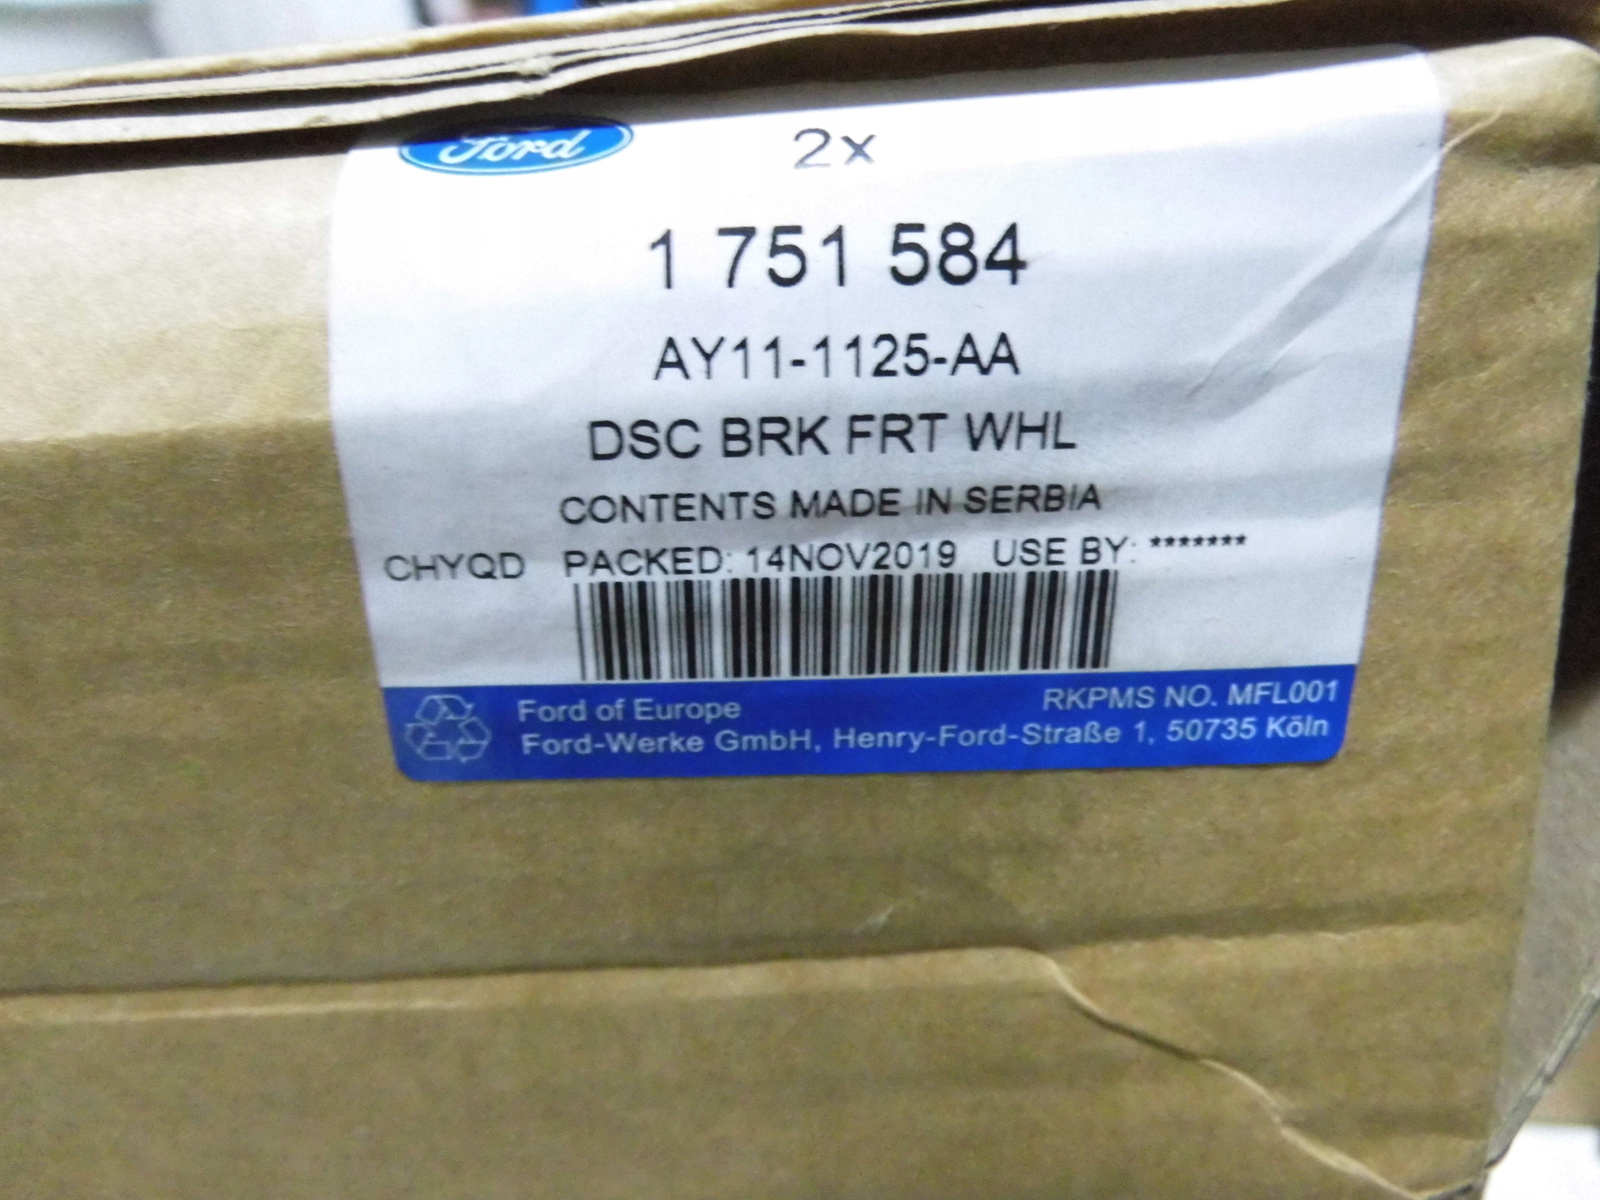 Ford
2x
1 751 584
AY11-1125-AA
DSC BRK FRT WHL
CONTENTS MADE IN SERBIA
CHYQD PACKED: 14NOV2019 USE BY: *******
Ford of Europe RKPMS NO. MFL001
Ford-Werke GmbH, Henry-Ford-Straße 1, 50735 Köln